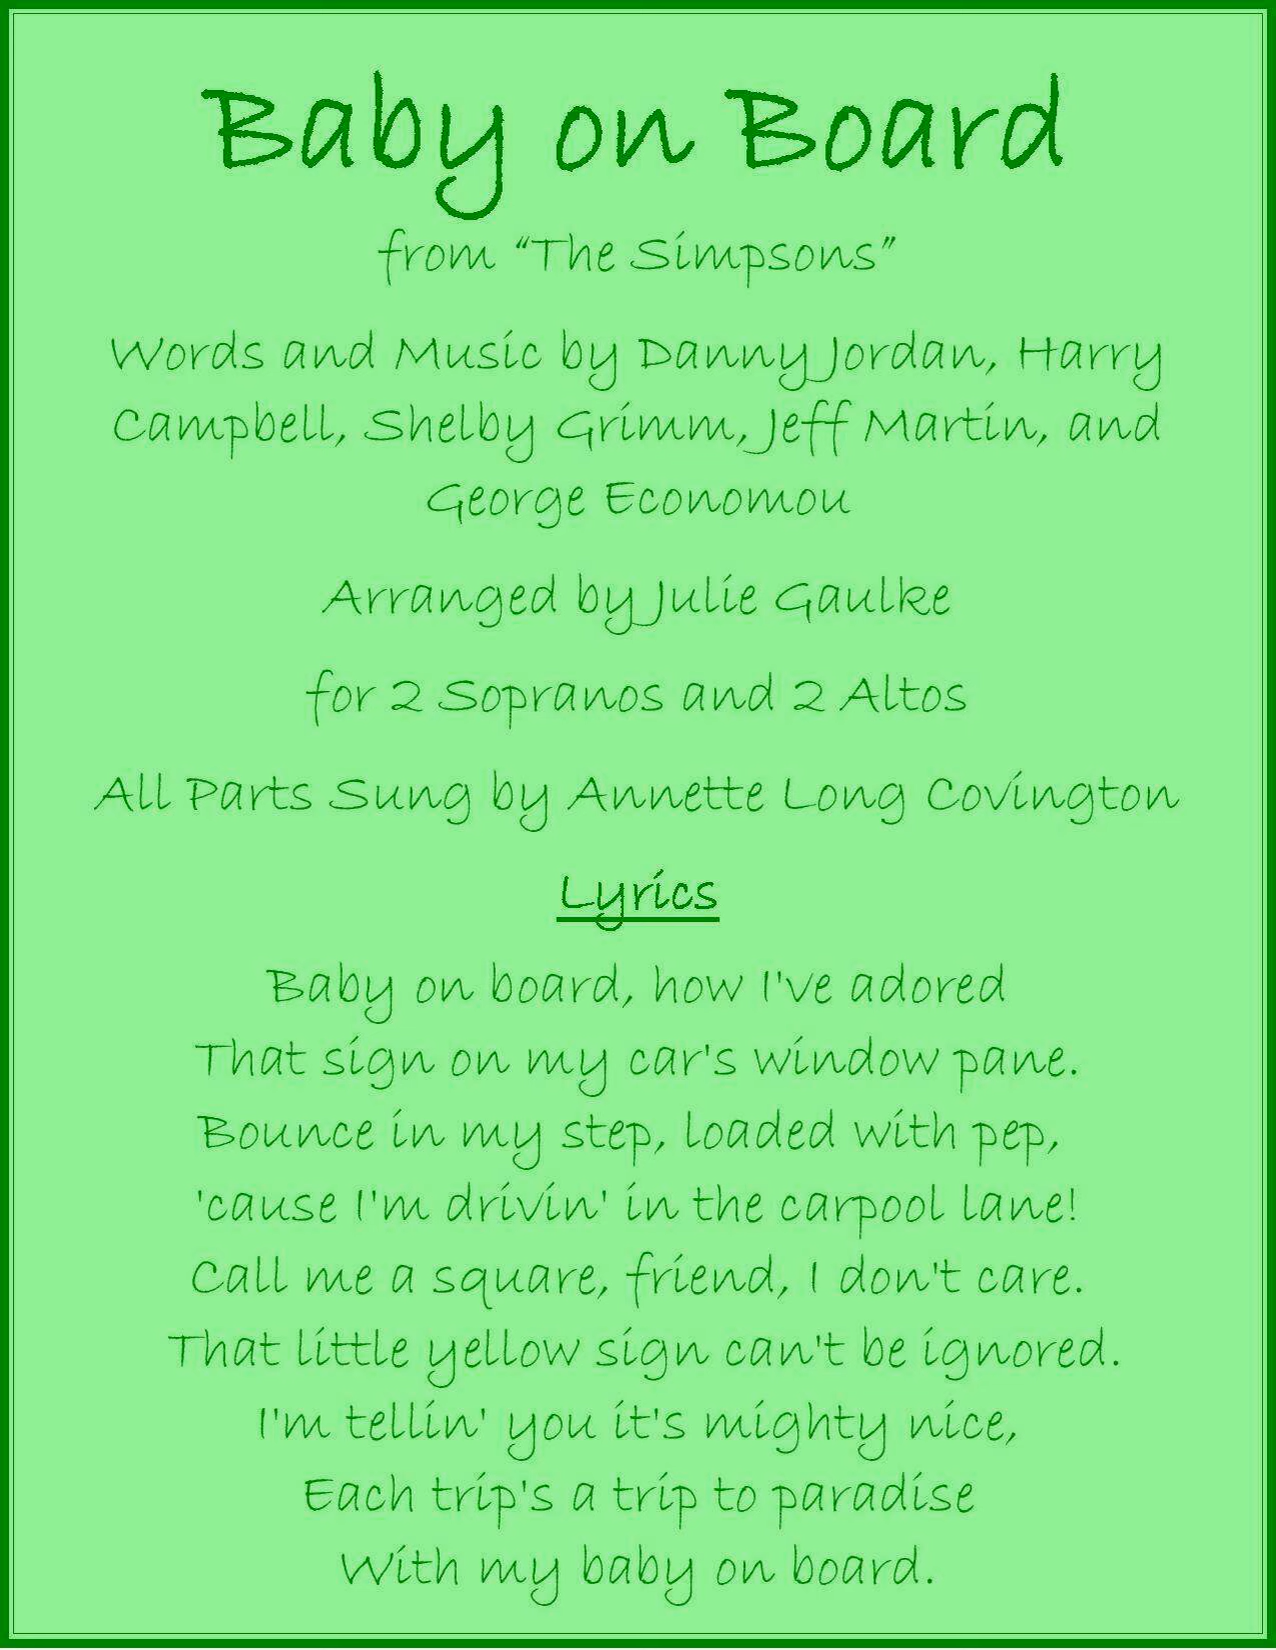 Baby on Board
from “The Simpsons”
Words and Music by Danny Jordan, Harry
Campbell, Shelby Grimm, Jeff Martin, and
George Economou
Arranged by Julie Gaulke
for 2 Sopranos and 2 Altos
All Parts Sung by Annette Long Covington
Lyrics
Baby on board, how I've adored
That sign on my car's window pane.
Bounce in my step, loaded with pep,
'cause I'm drivin' in the carpool lane!
Call me a square, friend, I don't care.
That little yellow sign can't be ignored.
I'm tellin' you it's mighty nice,
Each trip's a trip to paradise
With my baby on board.